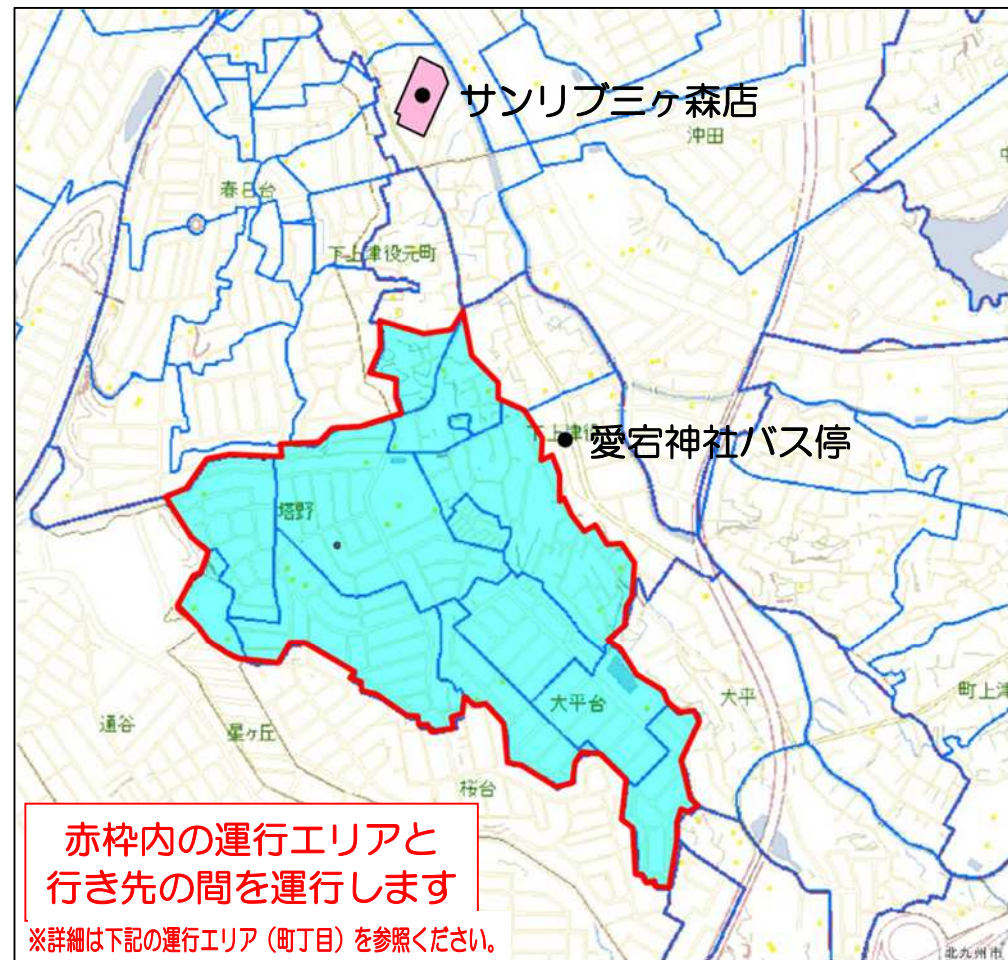 サンリブ三ヶ森店
沖田
春日台
下上津役元町
愛宕神社バス停
塔野
大平台
大平
町上津
通谷
星ヶ丘
桜台
赤枠内の運行エリアと
行き先の間を運行します
※詳細は下記の運行エリア（町丁目）を参照ください。
北九州市